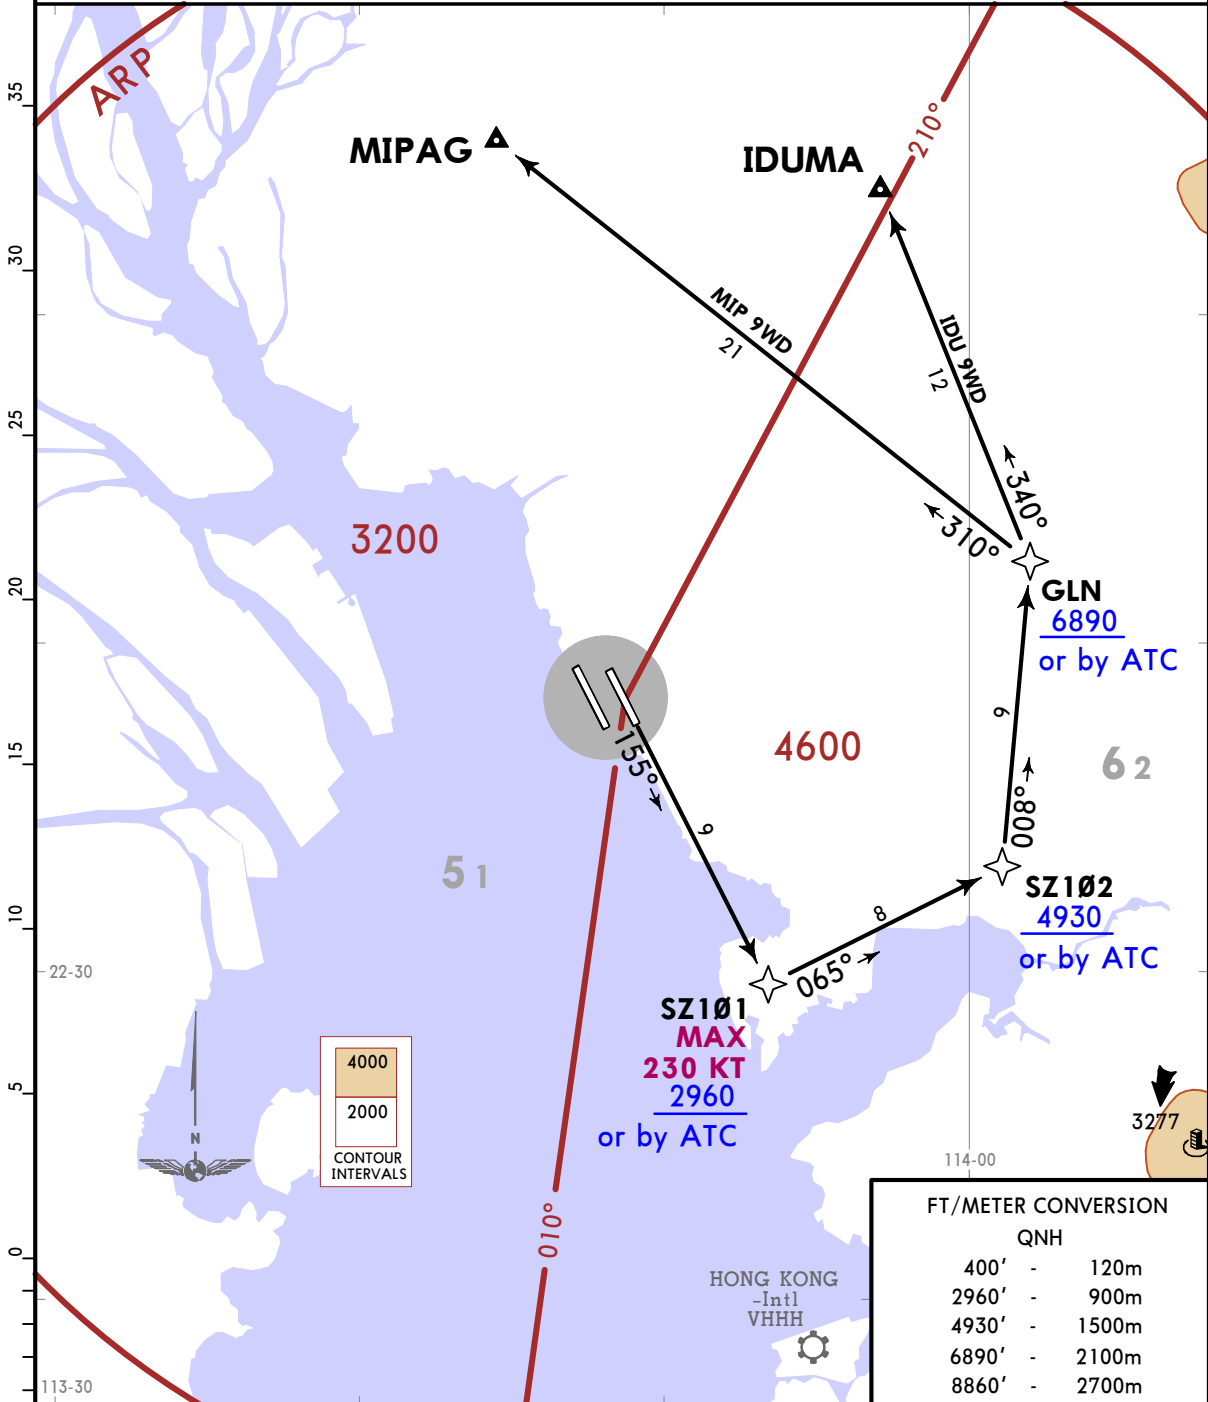 ARP
35
30
25
20
15
10
5
0
MIPAG
IDUMA
210°
MIP 9WD
21
IDU 9WD
12
310°
340°
3200
GLN
6890
or by ATC
9
4600
62
155°
9
51
008°
SZ1Ø2
4930
or by ATC
8
065°
22-30
SZ1Ø1
MAX
230 KT
2960
or by ATC
N
4000
2000
CONTOUR
INTERVALS
010°
3277
114-00
HONG KONG
-Intl
VHHH
113-30
FT/METER CONVERSION
QNH
400' - 120m
2960' - 900m
4930' - 1500m
6890' - 2100m
8860' - 2700m